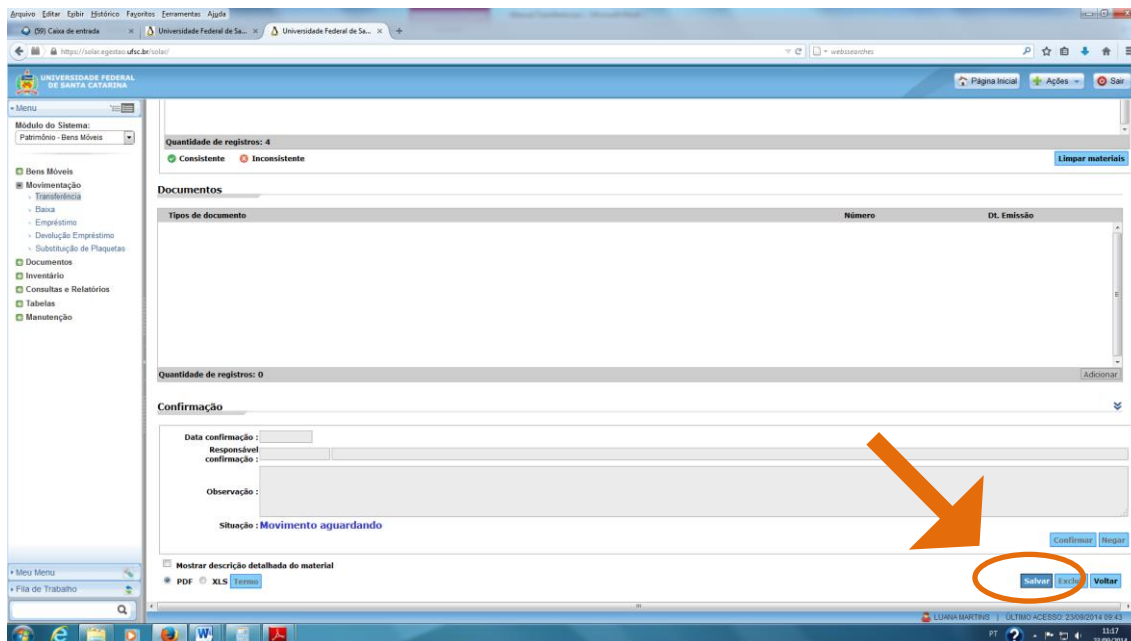 Arquivo Editar Exibir Histórico Favoritos Ferramentas Ajuda
(59) Caixa de entrada × Universidade Federal de Sa... × Universidade Federal de Sa... × +
https://solar.egestao.ufsc.br/solar/ websearches
UNIVERSIDADE FEDERAL
DE SANTA CATARINA
Página Inicial Ações Sair
Menu
Módulo do Sistema:
Patrimônio - Bens Móveis
Bens Móveis
Movimentação
Transferência
Baixa
Empréstimo
Devolução Empréstimo
Substituição de Plaquetas
Documentos
Inventário
Consultas e Relatórios
Tabelas
Manutenção
Meu Menu
Fila de Trabalho
Quantidade de registros: 4
Consistente Inconsistente Limpar materiais
Documentos
Tipos de documento Número Dt. Emissão
Quantidade de registros: 0 Adicionar
Confirmação
Data confirmação :
Responsável
confirmação :
Observação :
Situação : Movimento aguardando
Confirmar Negar
Mostrar descrição detalhada do material
PDF XLS Termo Salvar Voltar
LUANA MARTINS | ÚLTIMO ACESSO: 23/09/2014 09:43
PT 11:17
23/09/2014